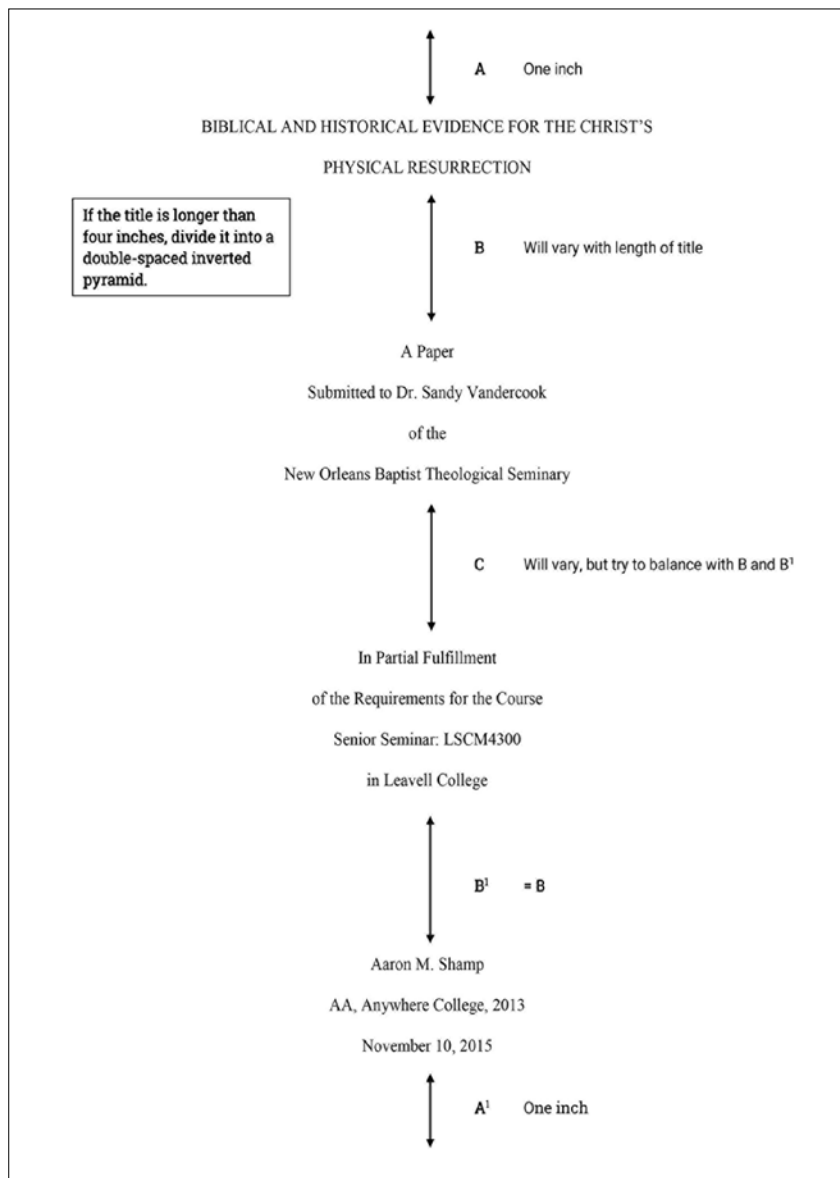 A One inch
BIBLICAL AND HISTORICAL EVIDENCE FOR THE CHRIST'S
PHYSICAL RESURRECTION
If the title is longer than
four inches, divide it into a
double-spaced inverted
pyramid.
B Will vary with length of title
A Paper
Submitted to Dr. Sandy Vandercook
of the
New Orleans Baptist Theological Seminary
C Will vary, but try to balance with B and B¹
In Partial Fulfillment
of the Requirements for the Course
Senior Seminar: LSCM4300
in Leavell College
B¹ = B
Aaron M. Shamp
AA, Anywhere College, 2013
November 10, 2015
A¹ One inch